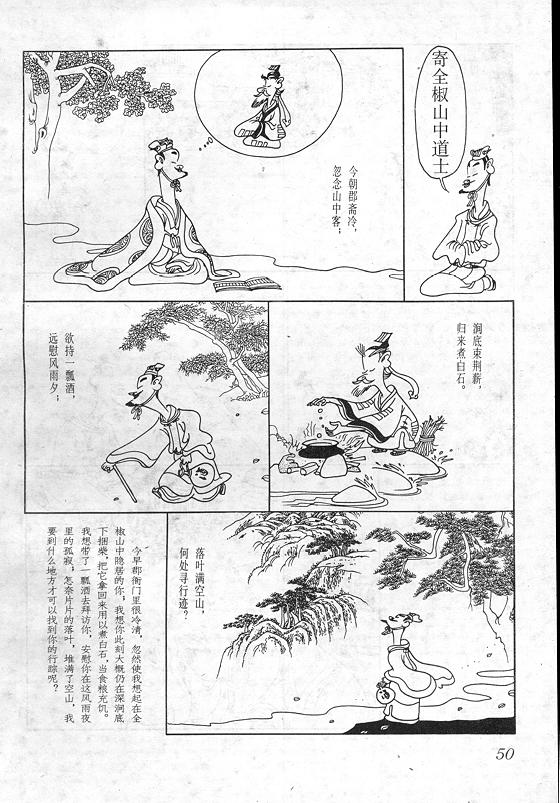 寄全椒山中道士
今朝郡斋冷，
忽念山中客；
涧底束荆薪，
归来煮白石。
欲持一瓢酒，
远慰风雨夕；
落叶满空山，
何处寻行迹？
今早郡衙门里很冷清，忽然使我想起在全
椒山中隐居的你；我想你此刻大概仍在深涧底
下捆柴，把它拿回来用以煮白石，当食粮充饥。
我想带了一瓢酒去拜访你，安慰你在这风雨夜
里的孤寂；怎奈片片的落叶，堆满了空山，我
要到什么地方才可以找到你的行踪呢？
50